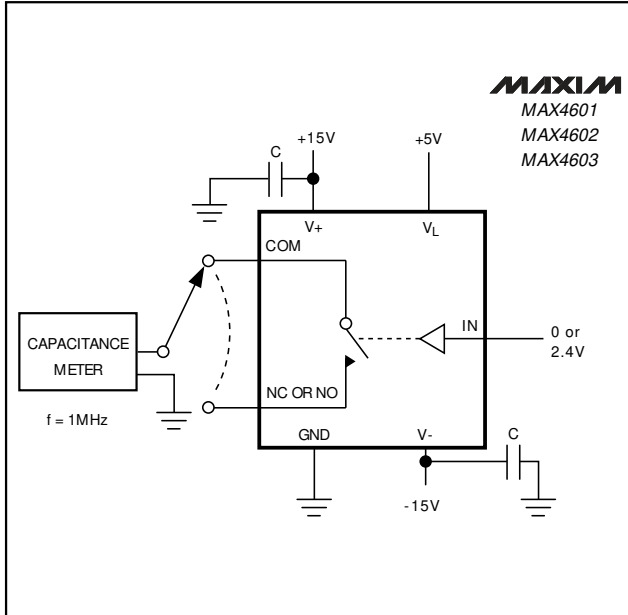 MAXIM
MAX4601
MAX4602
MAX4603
+15V
+5V
C
V+
VL
COM
IN
0 or
2.4V
CAPACITANCE
METER
f = 1MHz
NC OR NO
GND
V-
C
-15V